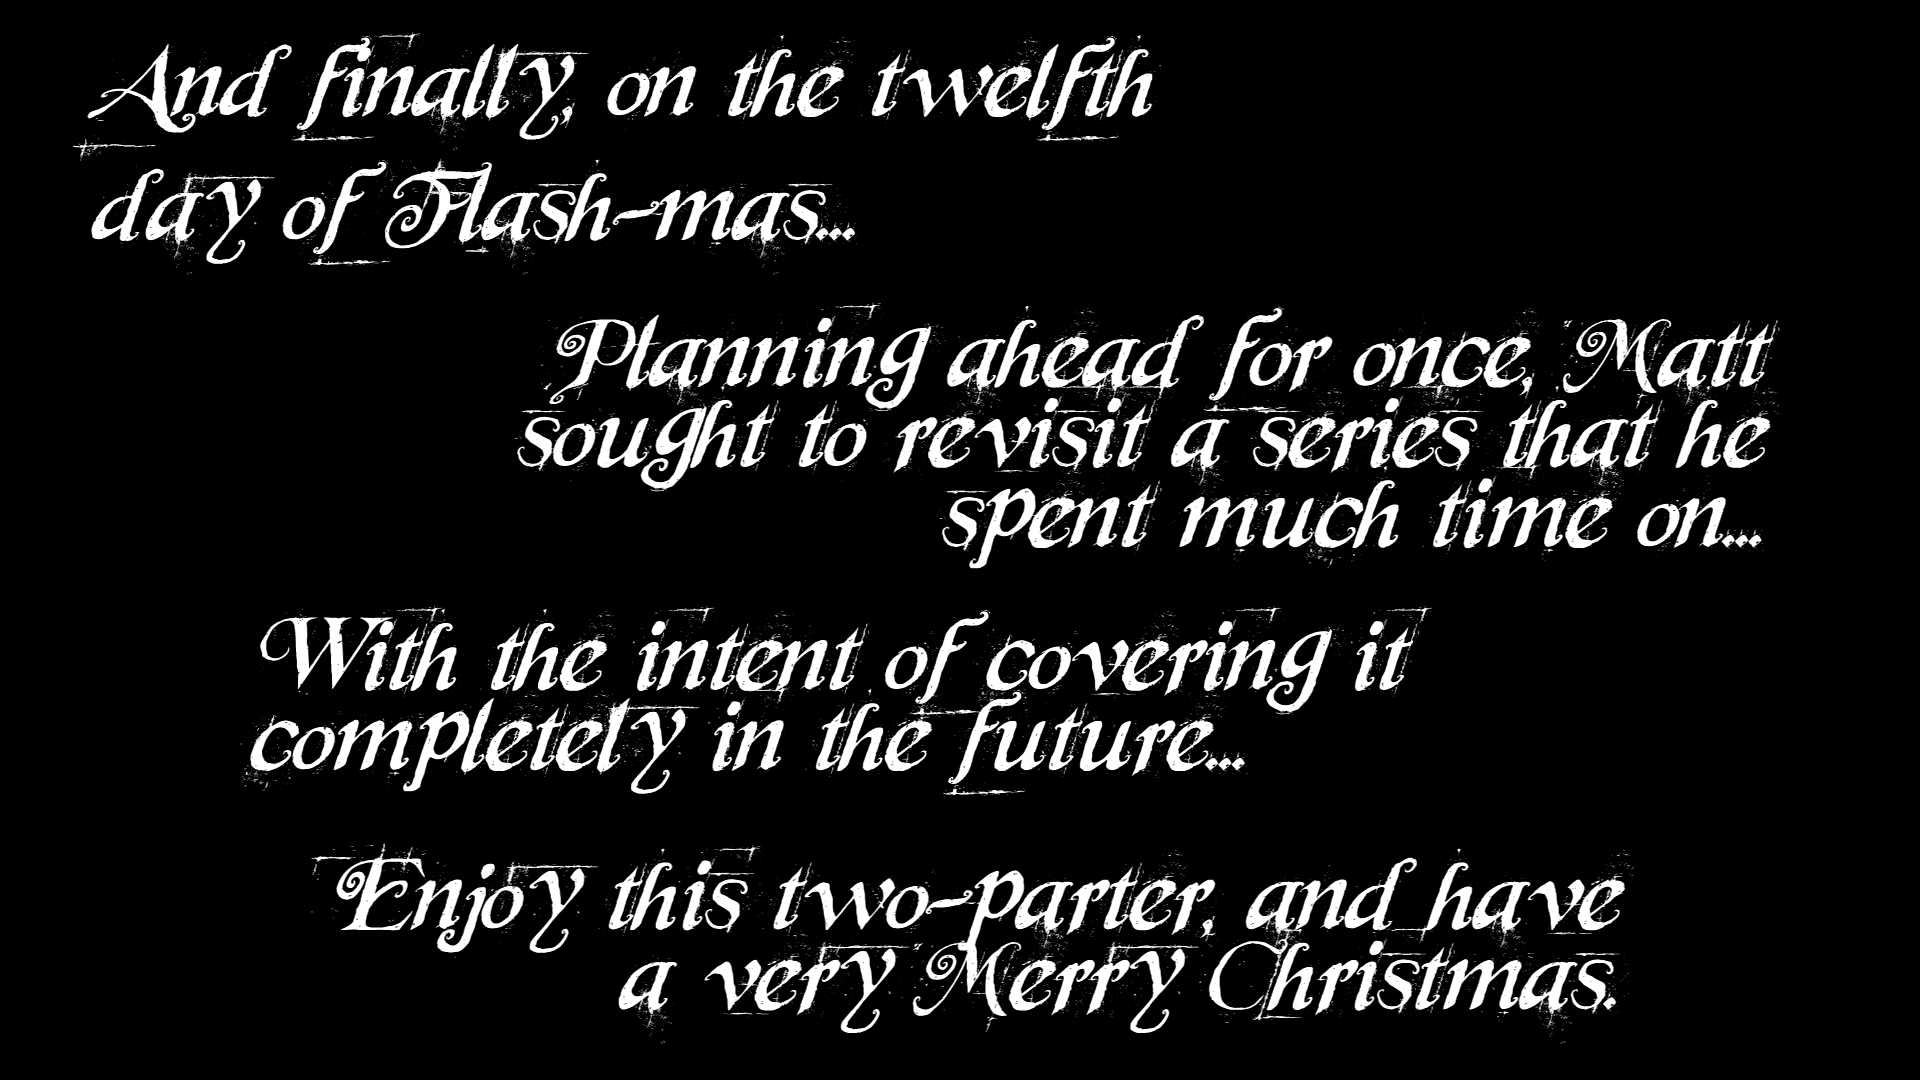 And finally, on the twelfth
day of Flash-mas...
Planning ahead for once, Matt
sought to revisit a series that he
spent much time on...
With the intent of covering it
completely in the future...
Enjoy this two-parter, and have
a very Merry Christmas.